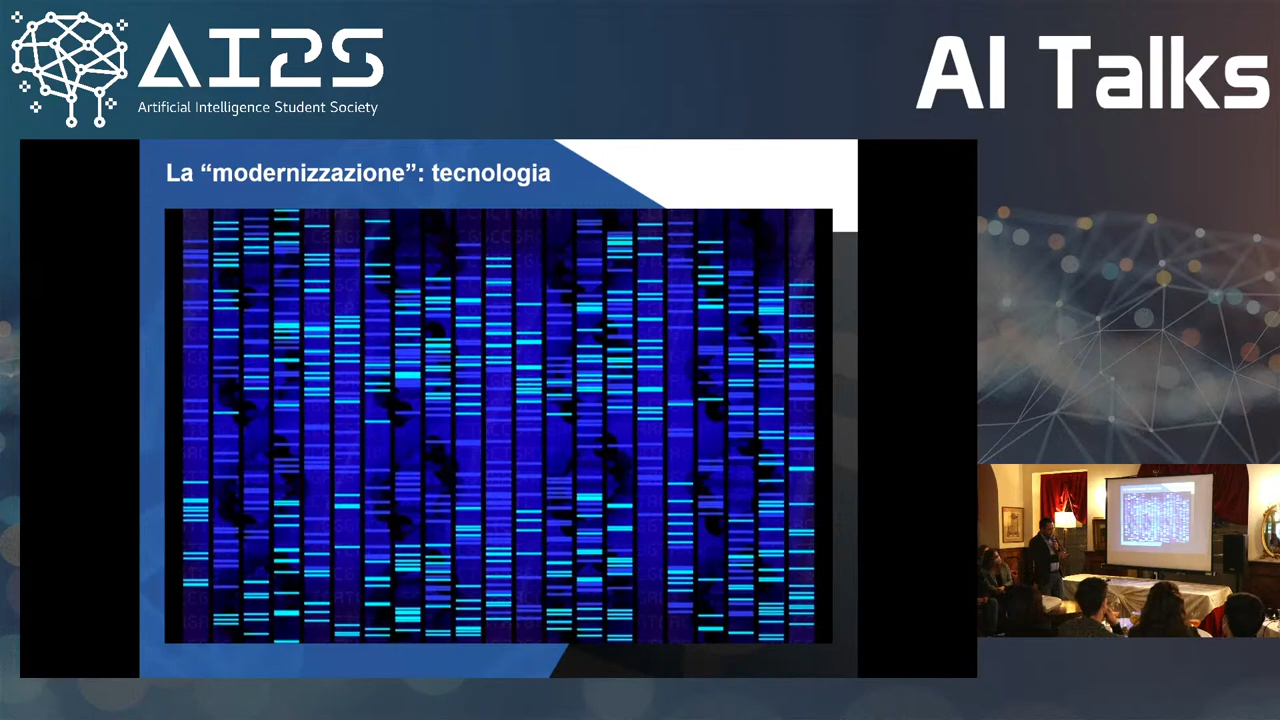 AI2S
Artificial Intelligence Student Society
AI Talks
La “modernizzazione”: tecnologia